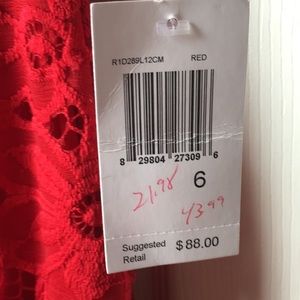 R1D289L12CM RED
8 29804 27309 6
21.98 6
43.99
Suggested
Retail $88.00